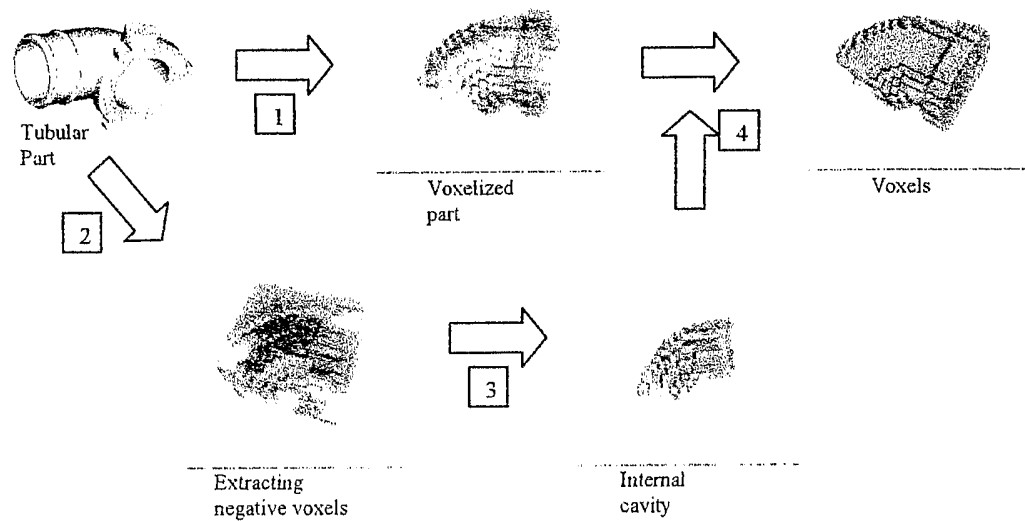 Tubular
Part
1
Voxelized
part
4
Voxels
2
Extracting
negative voxels
3
Internal
cavity